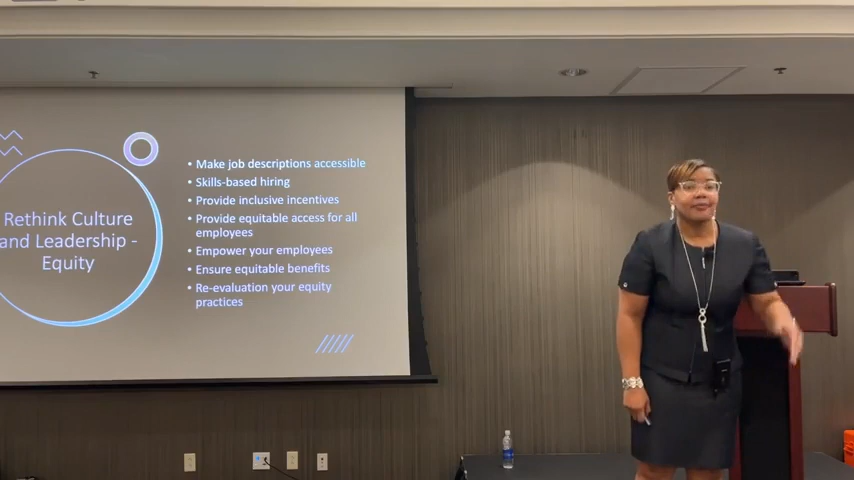 Rethink Culture
and Leadership -
Equity
• Make job descriptions accessible
• Skills-based hiring
• Provide inclusive incentives
• Provide equitable access for all
employees
• Empower your employees
• Ensure equitable benefits
• Re-evaluation your equity
practices